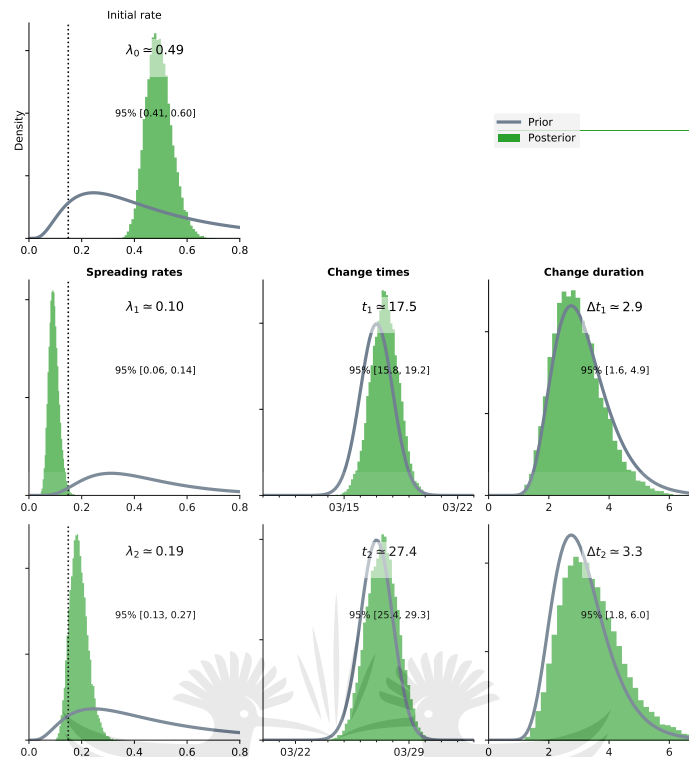 Initial rate
λ0 ≃ 0.49
95% [0.41, 0.60]
Density
0.0 0.2 0.4 0.6 0.8
Prior
Posterior
Spreading rates
λ1 ≃ 0.10
95% [0.06, 0.14]
0.0 0.2 0.4 0.6 0.8
Change times
t1 ≃ 17.5
95% [15.8, 19.2]
03/15 03/22
Change duration
Δt1 ≃ 2.9
95% [1.6, 4.9]
0 2 4 6
λ2 ≃ 0.19
95% [0.13, 0.27]
0.0 0.2 0.4 0.6 0.8
t2 ≃ 27.4
95% [25.4, 29.3]
03/22 03/29
Δt2 ≃ 3.3
95% [1.8, 6.0]
0 2 4 6